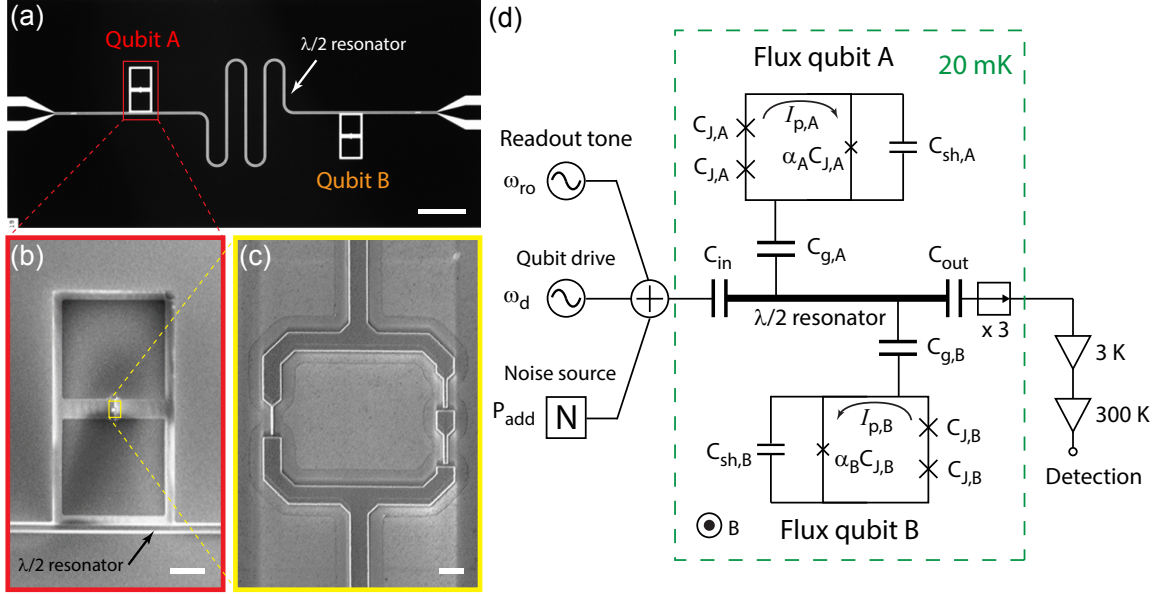 (a)
Qubit A
λ/2 resonator
Qubit B
(b)
λ/2 resonator
(c)
(d)
20 mK
Flux qubit A
C_J,A
C_J,A
I_p,A
α_A C_J,A
C_sh,A
C_g,A
Readout tone
ω_ro
Qubit drive
ω_d
Noise source
P_add
N
C_in
λ/2 resonator
C_out
x 3
C_g,B
C_sh,B
I_p,B
α_B C_J,B
C_J,B
C_J,B
B
Flux qubit B
3 K
300 K
Detection